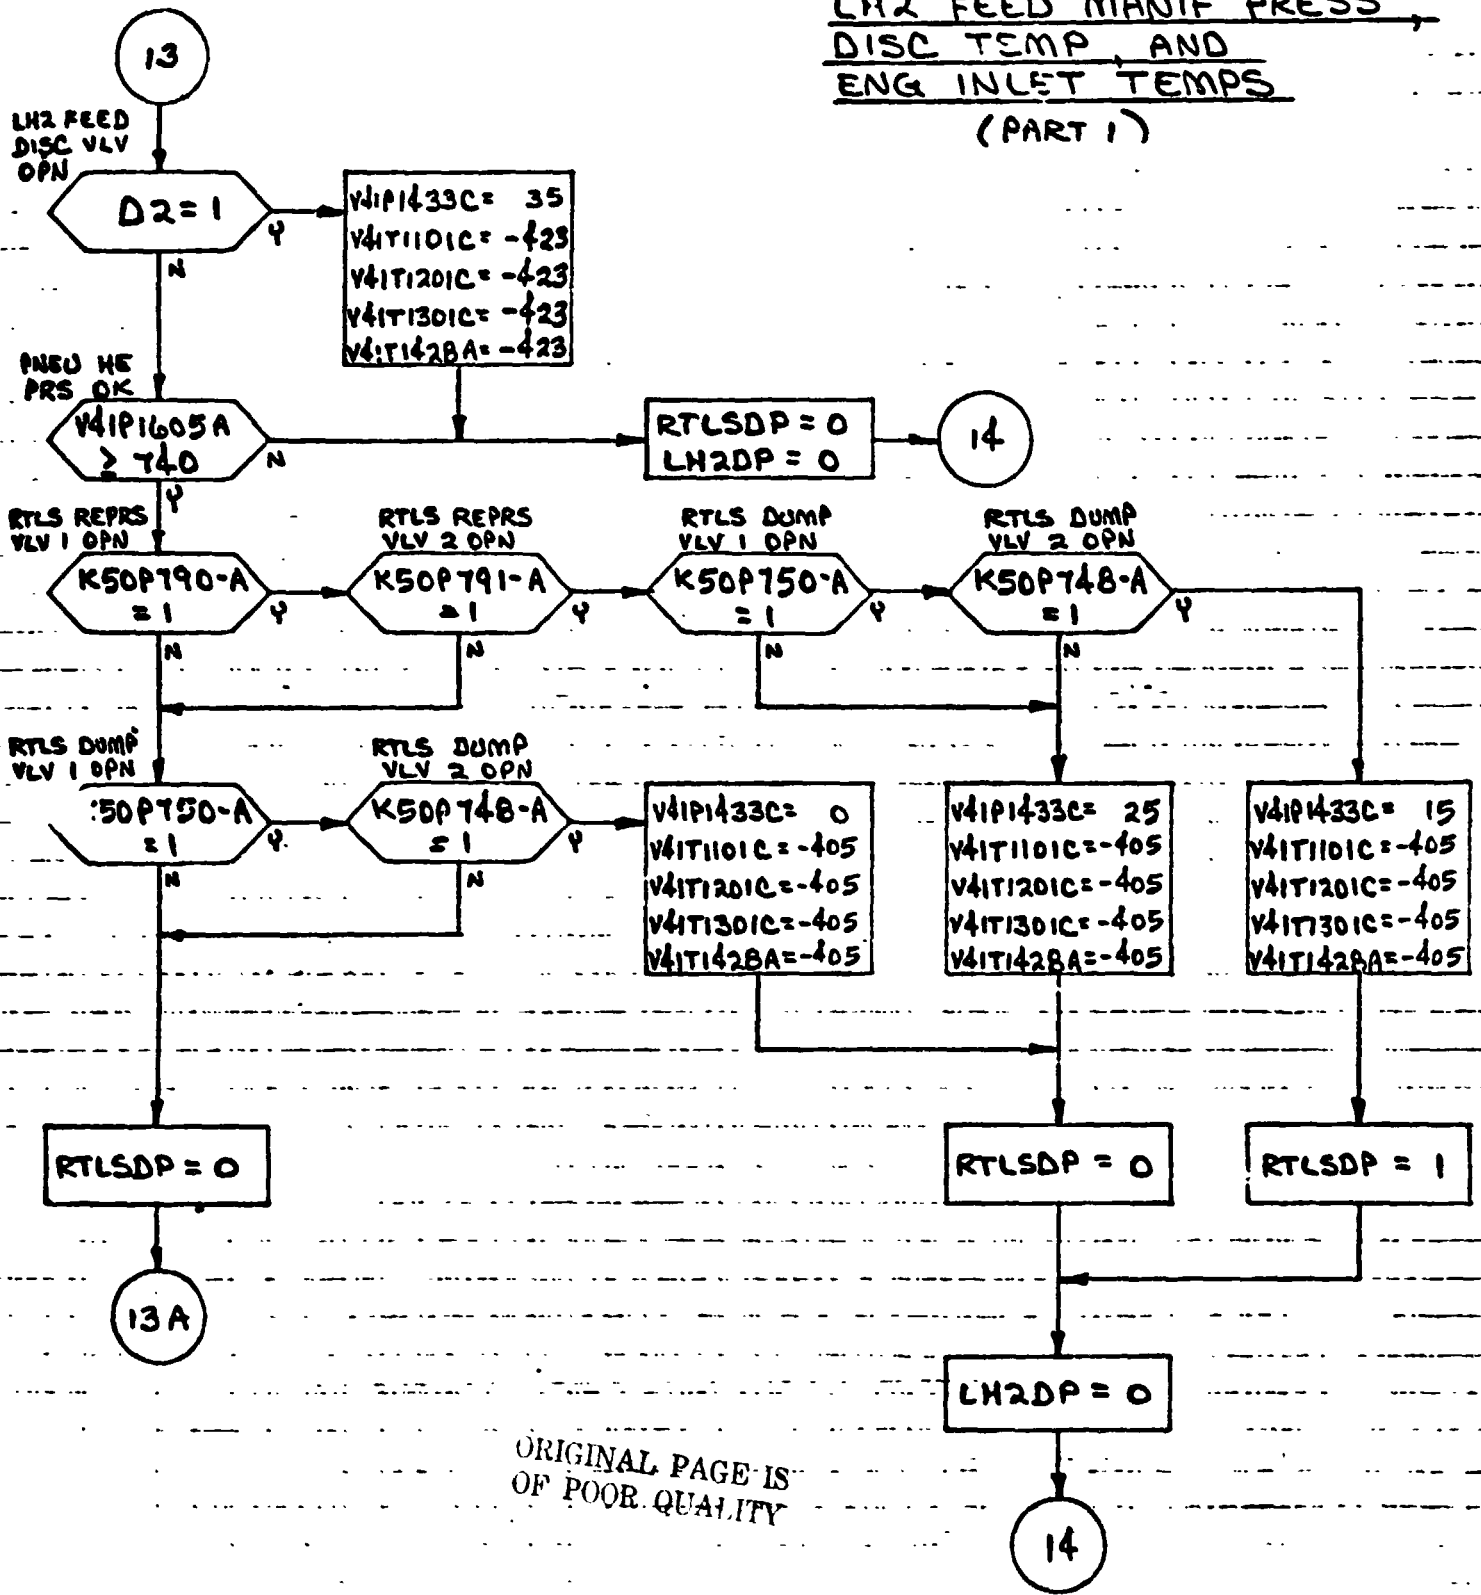 LH2 FEED MANIF PRESS,
DISC TEMP, AND
ENG INLET TEMPS
(PART 1)
13
LH2 FEED
DISC VLV
OPN
D2 = 1
Y
N
V41P1433C = 35
V41T1101C = -423
V41T1201C = -423
V41T1301C = -423
V41T1428A = -423
PNEU HE
PRS OK
V41P1605A
≥ 740
N
Y
RTLSDP = 0
LH2DP = 0
14
RTLS REPRS
VLV 1 OPN
K50P790-A
= 1
Y
N
RTLS REPRS
VLV 2 OPN
K50P791-A
= 1
Y
N
RTLS DUMP
VLV 1 OPN
K50P750-A
= 1
Y
N
RTLS DUMP
VLV 2 OPN
K50P748-A
= 1
Y
N
RTLS DUMP
VLV 1 OPN
:50P750-A
= 1
Y
N
RTLS DUMP
VLV 2 OPN
K50P748-A
= 1
Y
N
V41P1433C = 0
V41T1101C = -405
V41T1201C = -405
V41T1301C = -405
V41T1428A = -405
V41P1433C = 25
V41T1101C = -405
V41T1201C = -405
V41T1301C = -405
V41T1428A = -405
V41P1433C = 15
V41T1101C = -405
V41T1201C = -405
V41T1301C = -405
V41T1428A = -405
RTLSDP = 0
RTLSDP = 0
RTLSDP = 1
13A
LH2DP = 0
14
ORIGINAL PAGE IS
OF POOR QUALITY